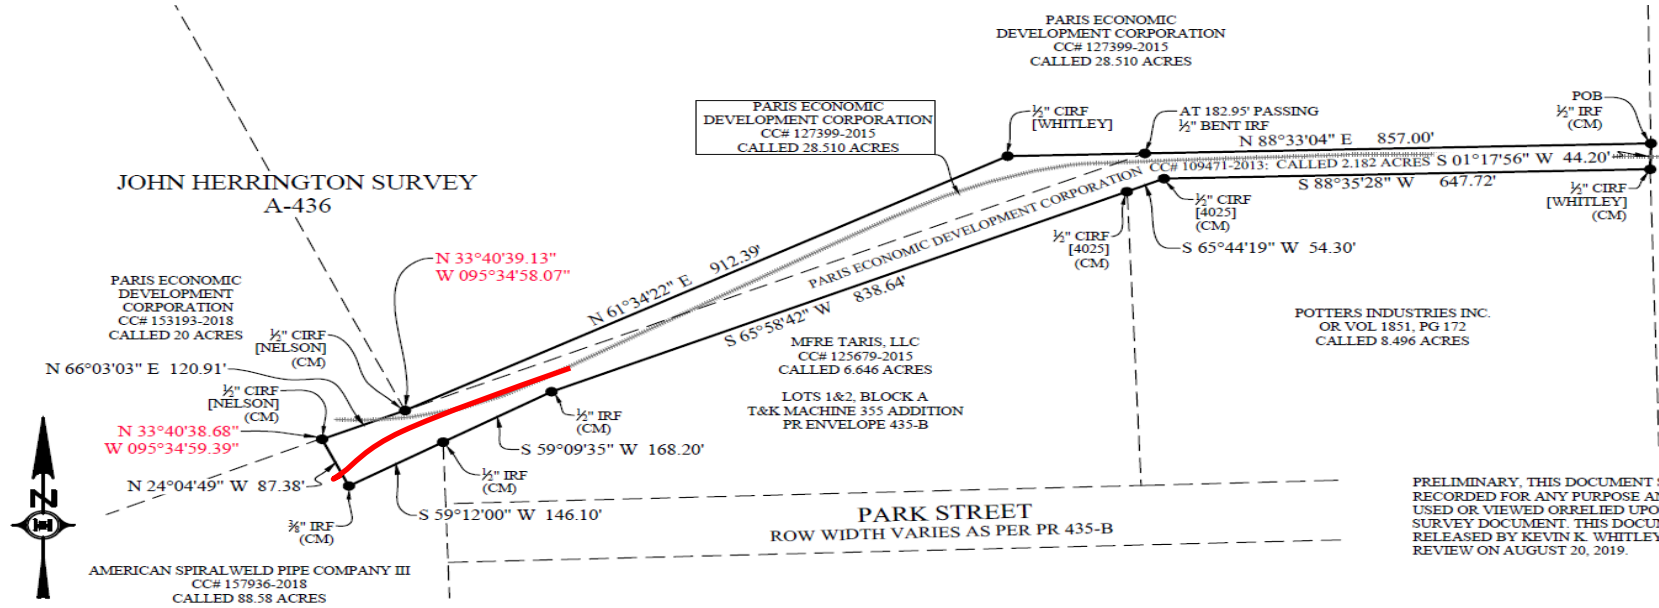 PARIS ECONOMIC
DEVELOPMENT CORPORATION
CC# 127399-2015
CALLED 28.510 ACRES
PARIS ECONOMIC
DEVELOPMENT CORPORATION
CC# 127399-2015
CALLED 28.510 ACRES
½" CIRF
[WHITLEY]
AT 182.95' PASSING
½" BENT IRF
N 88°33'04" E 857.00'
POB
½" IRF
(CM)
CC# 109471-2013: CALLED 2.182 ACRES
S 01°17'56" W 44.20'
S 88°35'28" W 647.72'
½" CIRF
[WHITLEY]
(CM)
½" CIRF
[4025]
(CM)
½" CIRF
[4025]
(CM)
S 65°44'19" W 54.30'
JOHN HERRINGTON SURVEY
A-436
N 33°40'39.13"
W 095°34'58.07"
N 61°34'22" E 912.39'
PARIS ECONOMIC DEVELOPMENT CORPORATION
S 65°58'42" W 838.64'
PARIS ECONOMIC
DEVELOPMENT
CORPORATION
CC# 153193-2018
CALLED 20 ACRES
½" CIRF
[NELSON]
(CM)
N 66°03'03" E 120.91'
½" CIRF
[NELSON]
(CM)
N 33°40'38.68"
W 095°34'59.39"
N 24°04'49" W 87.38'
⅜" IRF
(CM)
S 59°12'00" W 146.10'
½" IRF
(CM)
S 59°09'35" W 168.20'
½" IRF
(CM)
MFRE TARIS, LLC
CC# 125679-2015
CALLED 6.646 ACRES
LOTS 1&2, BLOCK A
T&K MACHINE 355 ADDITION
PR ENVELOPE 435-B
POTTERS INDUSTRIES INC.
OR VOL 1851, PG 172
CALLED 8.496 ACRES
PARK STREET
ROW WIDTH VARIES AS PER PR 435-B
N
AMERICAN SPIRALWELD PIPE COMPANY III
CC# 157936-2018
CALLED 88.58 ACRES
PRELIMINARY, THIS DOCUMENT
RECORDED FOR ANY PURPOSE
USED OR VIEWED ORRELIED
SURVEY DOCUMENT. THIS
RELEASED BY KEVIN K. WHITLEY
REVIEW ON AUGUST 20, 2019.